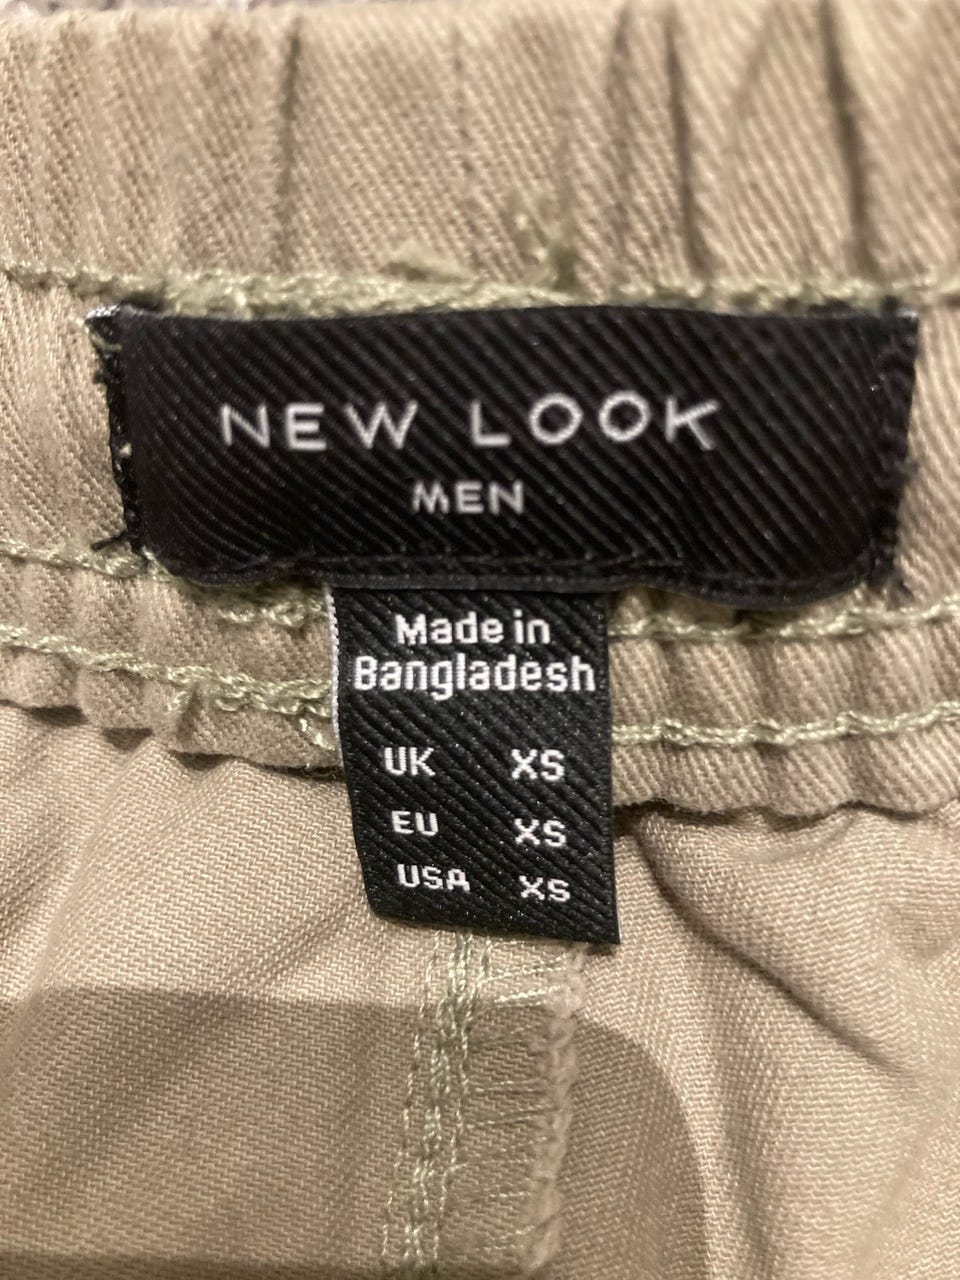 NEW LOOK
MEN
Made in
Bangladesh
UK XS
EU XS
USA XS